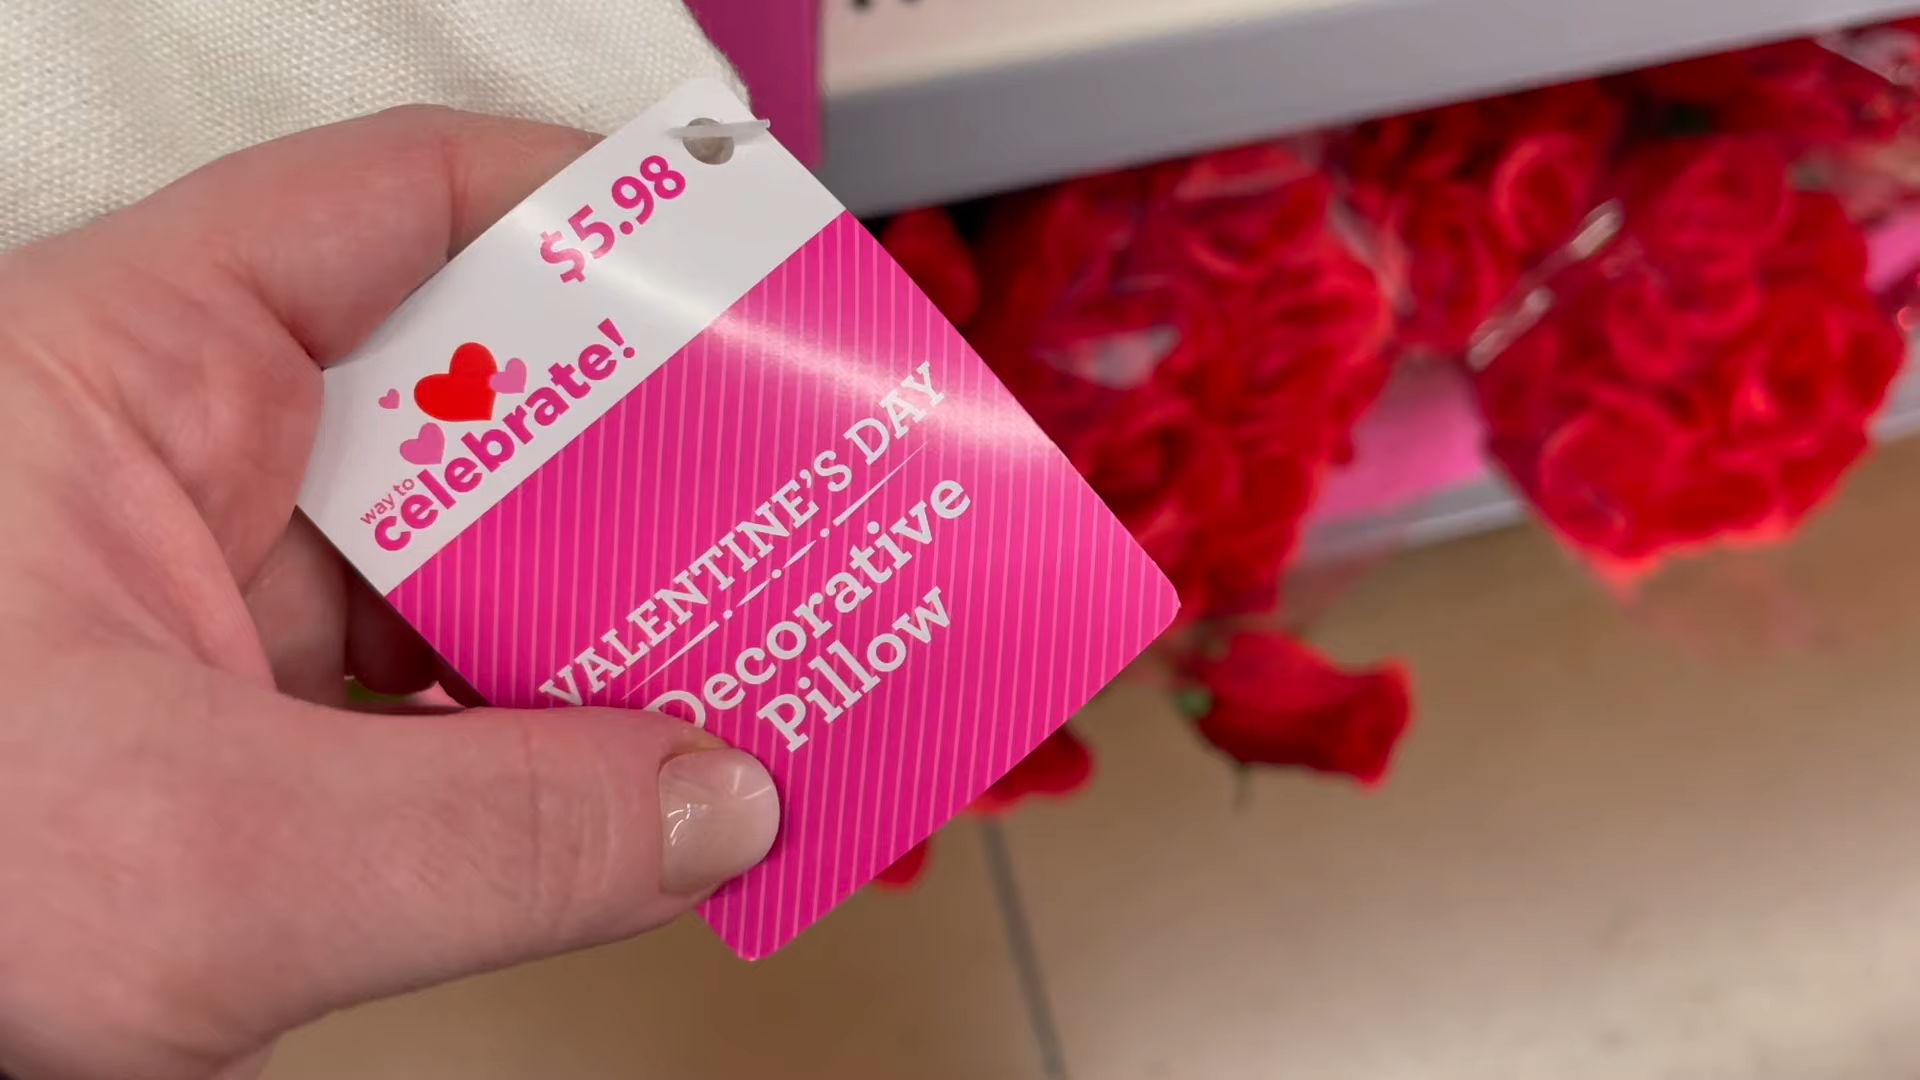 $5.98
way to
celebrate!
VALENTINE'S DAY
Decorative
Pillow